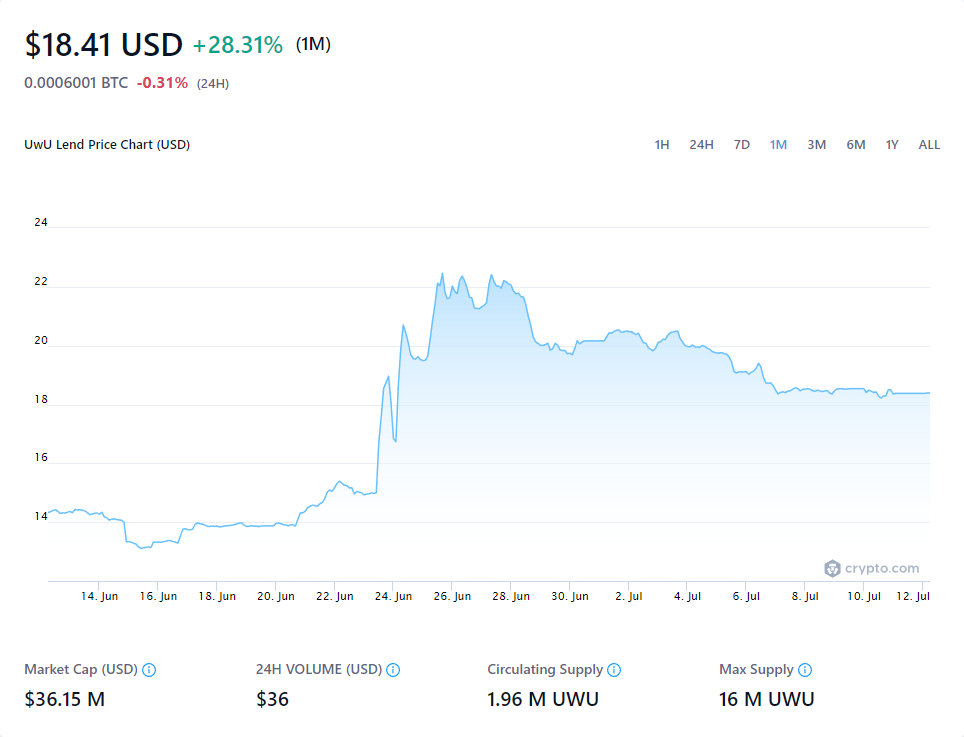 $18.41 USD +28.31% (1M)
0.0006001 BTC -0.31% (24H)
UwU Lend Price Chart (USD) 1H 24H 7D 1M 3M 6M 1Y ALL
24
22
20
18
16
14
crypto.com
14. Jun 16. Jun 18. Jun 20. Jun 22. Jun 24. Jun 26. Jun 28. Jun 30. Jun 2. Jul 4. Jul 6. Jul 8. Jul 10. Jul 12. Jul
Market Cap (USD) 24H VOLUME (USD) Circulating Supply Max Supply
$36.15 M $36 1.96 M UWU 16 M UWU